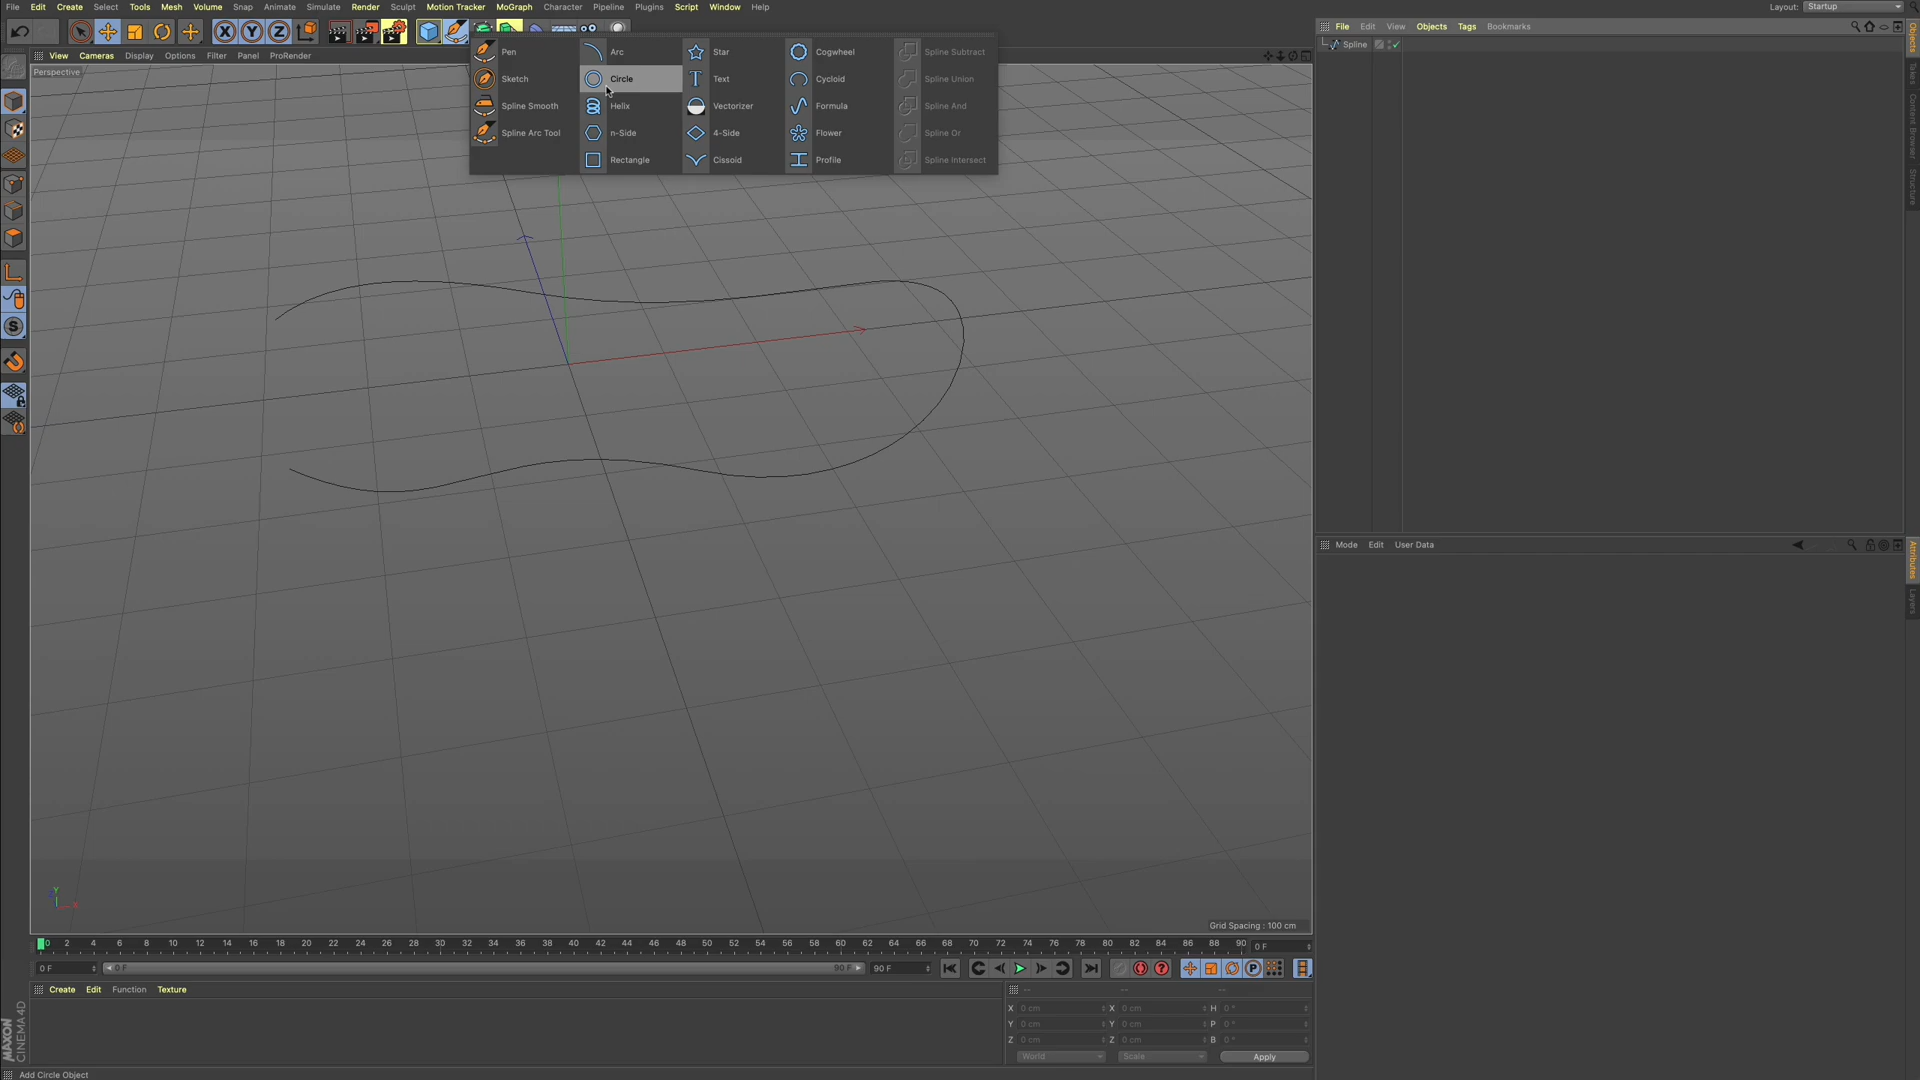 File Edit Create Select Tools Mesh Volume Snap Animate Simulate Render Sculpt Motion Tracker MoGraph Character Pipeline Plugins Script Window Help Layout: Startup
File Edit View Objects Tags Bookmarks
Spline
View Cameras Display Options Filter Panel ProRender
Perspective
Pen Arc Star Cogwheel Spline Subtract
Sketch Circle Text Cycloid Spline Union
Spline Smooth Helix Vectorizer Formula Spline And
Spline Arc Tool n-Side 4-Side Flower Spline Or
Rectangle Cissoid Profile Spline Intersect
Objects
Takes
Content Browser
Structure
Mode Edit User Data
Attributes
Layers
Y
X
Grid Spacing : 100 cm
0 2 4 6 8 10 12 14 16 18 20 22 24 26 28 30 32 34 36 38 40 42 44 46 48 50 52 54 56 58 60 62 64 66 68 70 72 74 76 78 80 82 84 86 88 90 0 F
0 F 0 F 90 F 90 F
Create Edit Function Texture -- -- --
X 0 cm X 0 cm H 0 °
Y 0 cm Y 0 cm P 0 °
Z 0 cm Z 0 cm B 0 °
World Scale Apply
MAXON
CINEMA 4D
Add Circle Object